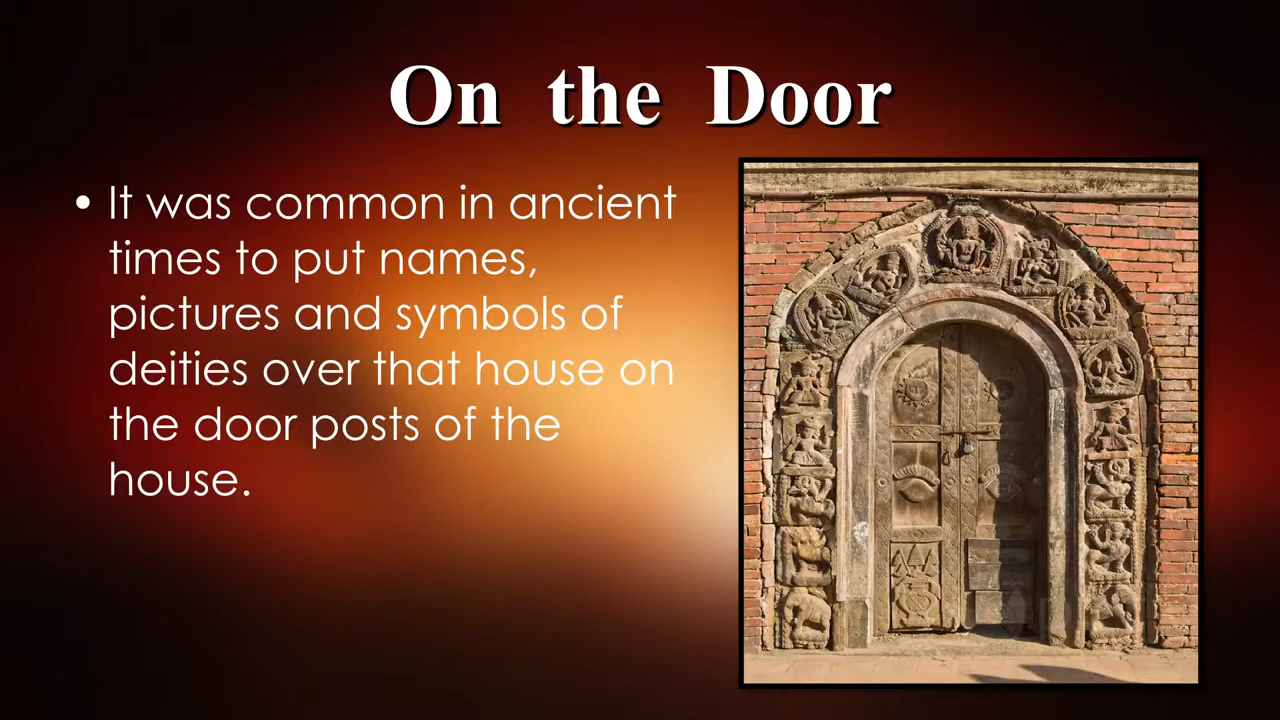 On the Door
• It was common in ancient
times to put names,
pictures and symbols of
deities over that house on
the door posts of the
house.